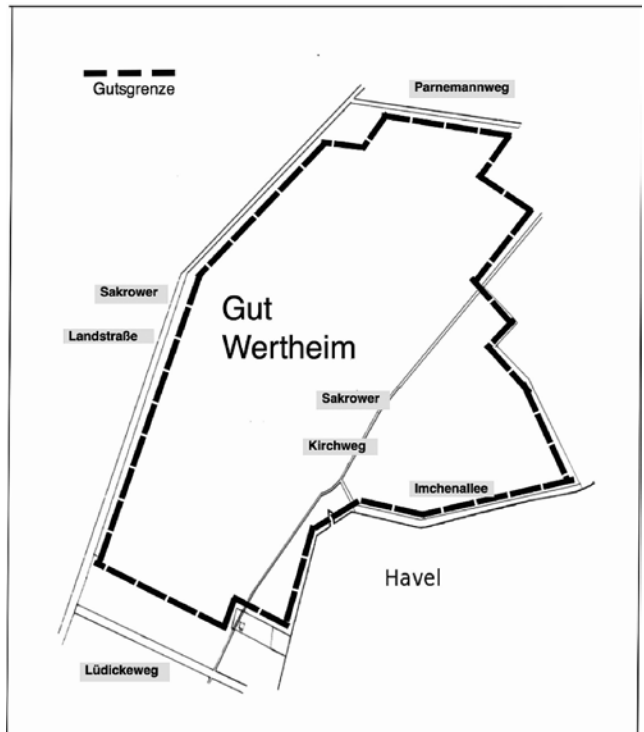 Parnemannweg
Gutsgrenze
Sakrower
Landstraße
Gut
Wertheim
Sakrower
Kirchweg
Imchenallee
Havel
Lüdickeweg